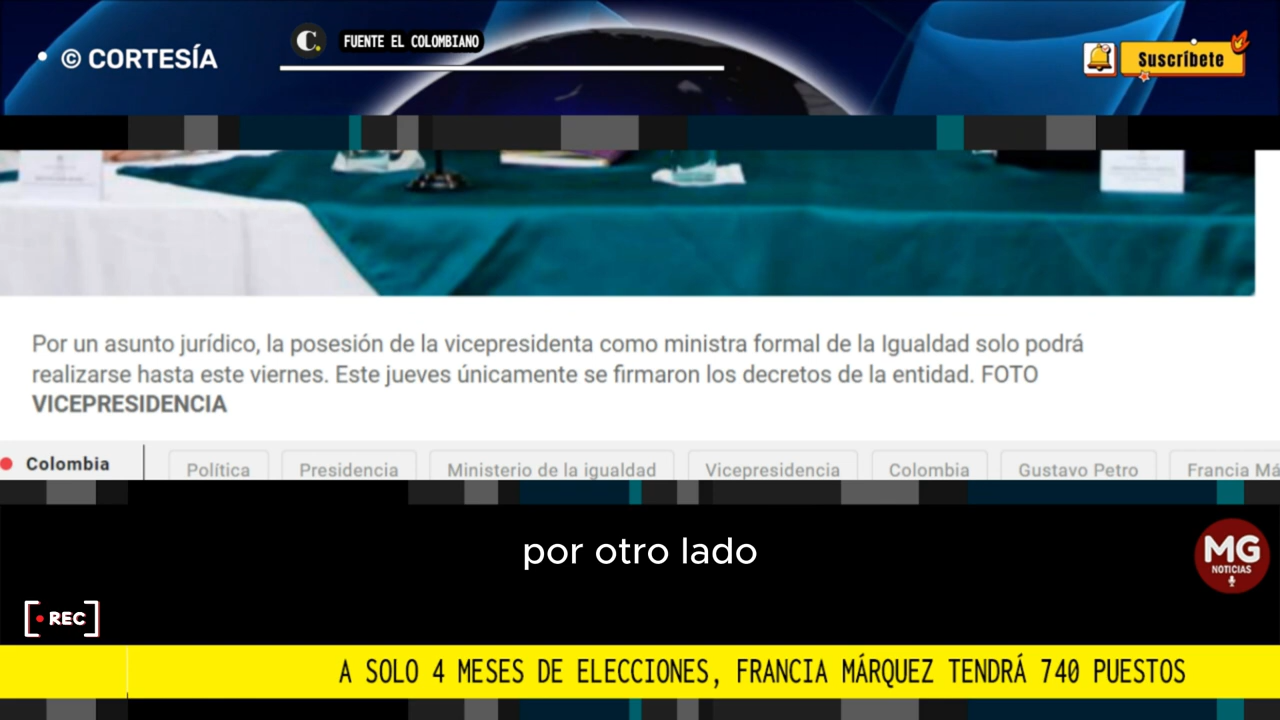 © CORTESÍA
C.
FUENTE EL COLOMBIANO
Suscríbete
Por un asunto jurídico, la posesión de la vicepresidenta como ministra formal de la Igualdad solo podrá
realizarse hasta este viernes. Este jueves únicamente se firmaron los decretos de la entidad. FOTO
VICEPRESIDENCIA
Colombia
Política
Presidencia
Ministerio de la igualdad
Vicepresidencia
Colombia
Gustavo Petro
Francia Má
por otro lado
MG
NOTICIAS
REC
A SOLO 4 MESES DE ELECCIONES, FRANCIA MÁRQUEZ TENDRÁ 740 PUESTOS